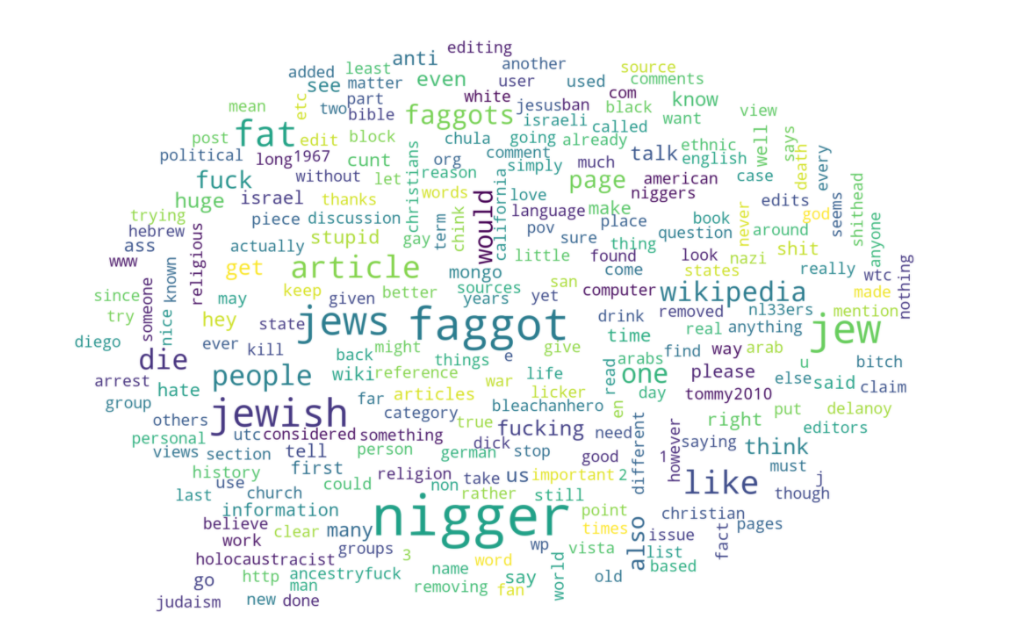 editing
anti
another
source
added
least
see
matter
even
user
used
comments
etc
part
white
com
know
mean
two
bible
faggots
jesus
ban
black
want
view
israeli
post
fat
edit
block
chula
going
already
called
well
says
political
long
1967
cunt
org
comment
simply
much
talk
english
ethnic
case
death
every
without
let
reason
christians
page
american
fuck
huge
israel
thanks
words
would
california
love
niggers
edits
seems
shithead
trying
piece
discussion
term
chink
language
make
place
book
god
hebrew
ass
actually
stupid
gay
pov
sure
thing
question
never
around
anyone
www
religious
get
article
little
found
look
nazi
shit
really
wtc
nothing
mongo
come
states
since
known
may
keep
given
better
sources
years
yet
san
computer
wikipedia
made
try
someone
nice
hey
state
jews
faggot
drink
removed
nl33ers
mention
diego
time
real
anything
jew
ever
kill
back
might
things
e
give
arabs
find
way
arab
u
bitch
die
arrest
hate
people
wiki
reference
war
life
read
one
please
else
said
claim
group
far
articles
licker
en
day
tommy2010
others
jewish
category
true
bleachanhero
right
put
delanoy
personal
utc
considered
something
dick
fucking
need
different
however
saying
editors
views
section
tell
person
german
stop
good
1
think
history
first
religion
take
us
important
2
must
use
could
non
like
j
last
church
rather
still
though
information
nigger
point
christian
believe
clear
many
times
also
issue
fact
pages
work
groups
wp
vista
list
holocaustracist
3
word
world
based
go
http
ancestryfuck
name
say
old
man
removing
fan
judaism
new
done